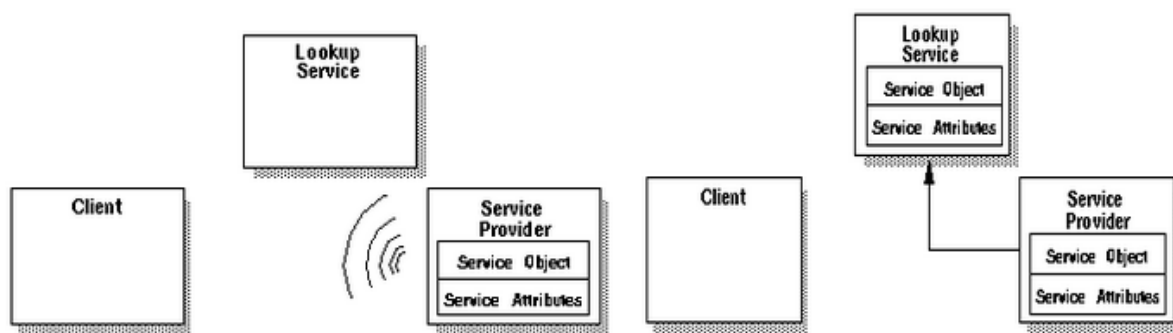 Lookup
Service
Client
Service
Provider
Service Object
Service Attributes
Lookup
Service
Service Object
Service Attributes
Client
Service
Provider
Service Object
Service Attributes